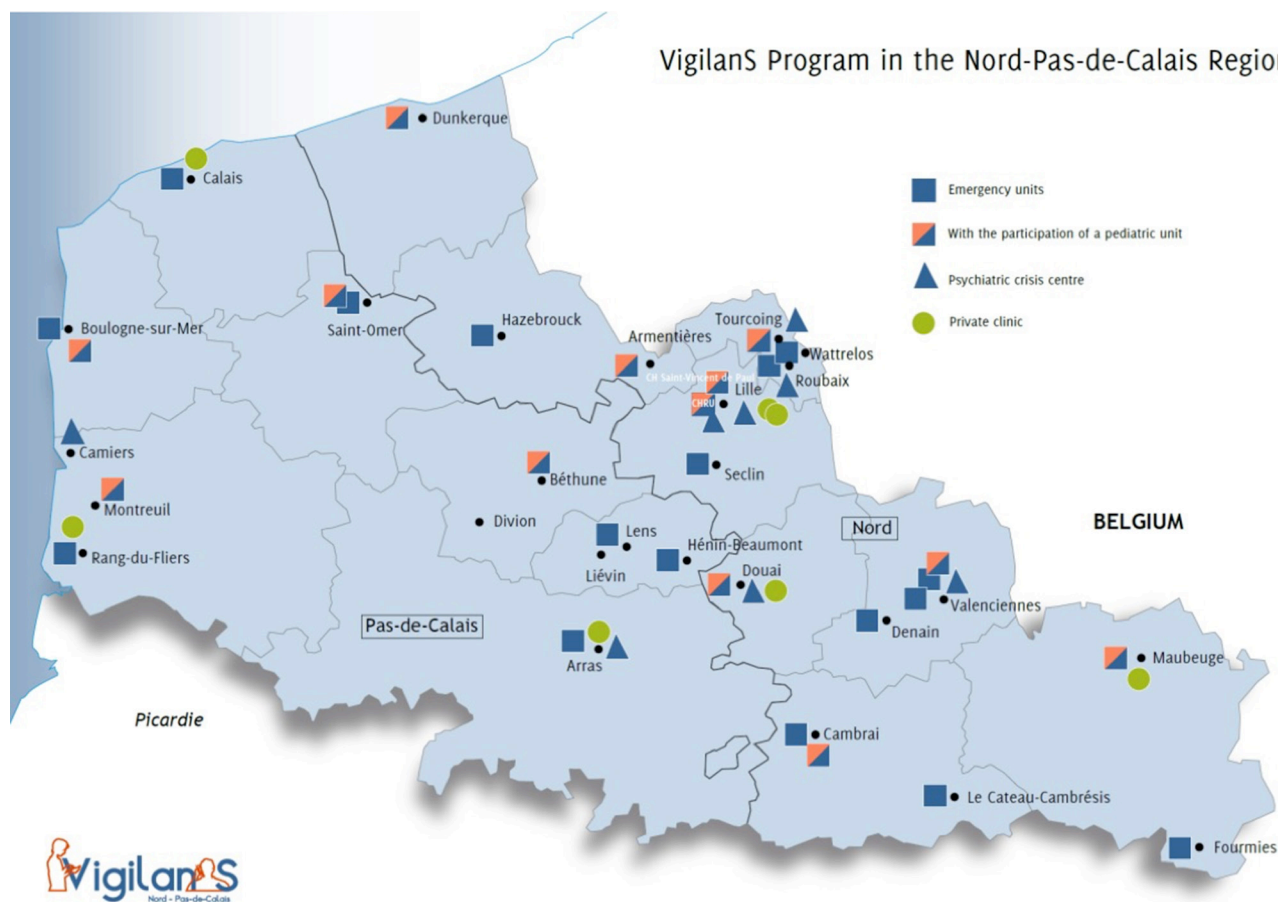 VigilanS Program in the Nord-Pas-de-Calais Regio
Dunkerque
Calais
Emergency units
With the participation of a pediatric unit
Psychiatric crisis centre
Private clinic
Saint-Omer
Boulogne-sur-Mer
Hazebrouck
Armentières
Tourcoing
Wattrelos
Roubaix
CH Saint-Vincent de Paul
Lille
CHRU
Camiers
Seclin
Béthune
Montreuil
Divion
Lens
Liévin
Hénin-Beaumont
Nord
BELGIUM
Rang-du-Fliers
Douai
Valenciennes
Denain
Pas-de-Calais
Arras
Maubeuge
Picardie
Cambrai
Le Cateau-Cambrésis
Fourmies
VigilanS
Nord - Pas-de-Calais